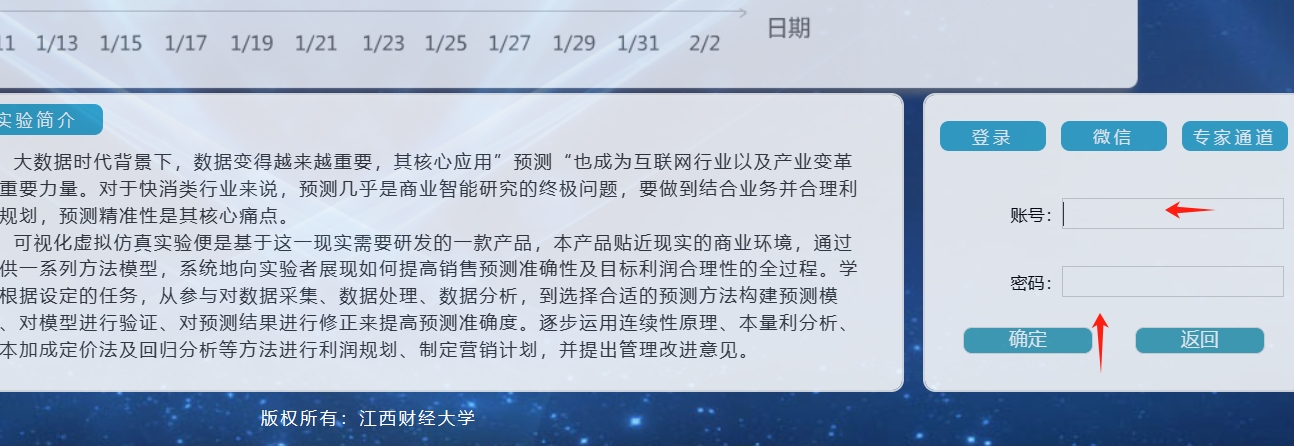 11 1/13 1/15 1/17 1/19 1/21 1/23 1/25 1/27 1/29 1/31 2/2 日期
实验简介
大数据时代背景下，数据变得越来越重要，其核心应用”预测“也成为互联网行业以及产业变革
重要力量。对于快消类行业来说，预测几乎是商业智能研究的终极问题，要做到结合业务并合理利
规划，预测精准性是其核心痛点。
可视化虚拟仿真实验便是基于这一现实需要研发的一款产品，本产品贴近现实的商业环境，通过
供一系列方法模型，系统地向实验者展现如何提高销售预测准确性及目标利润合理性的全过程。学
根据设定的任务，从参与对数据采集、数据处理、数据分析，到选择合适的预测方法构建预测模
、对模型进行验证、对预测结果进行修正来提高预测准确度。逐步运用连续性原理、本量利分析、
本加成定价法及回归分析等方法进行利润规划、制定营销计划，并提出管理改进意见。
登录 微信 专家通道
账号：
密码：
确定 返回
版权所有：江西财经大学